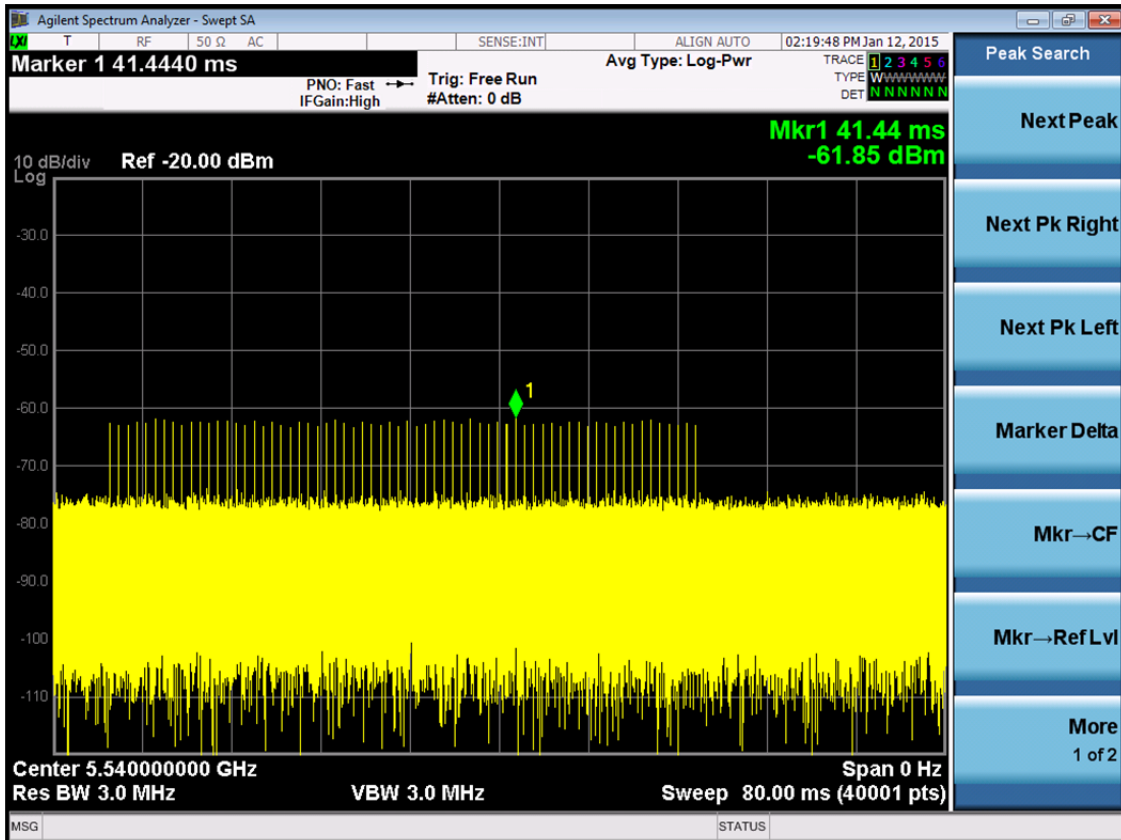 Agilent Spectrum Analyzer - Swept SA
LXI T RF 50 Ω AC SENSE:INT ALIGN AUTO 02:19:48 PM Jan 12, 2015
Marker 1 41.4440 ms
PNO: Fast
IFGain:High
Trig: Free Run
#Atten: 0 dB
Avg Type: Log-Pwr
TRACE 1 2 3 4 5 6
TYPE WWWWWW
DET N N N N N N
Mkr1 41.44 ms
-61.85 dBm
10 dB/div Ref -20.00 dBm
Log
-30.0
-40.0
-50.0
-60.0
-70.0
-80.0
-90.0
-100
-110
1
Center 5.540000000 GHz Span 0 Hz
Res BW 3.0 MHz VBW 3.0 MHz Sweep 80.00 ms (40001 pts)
MSG STATUS
Peak Search
Next Peak
Next Pk Right
Next Pk Left
Marker Delta
Mkr→CF
Mkr→Ref Lvl
More
1 of 2